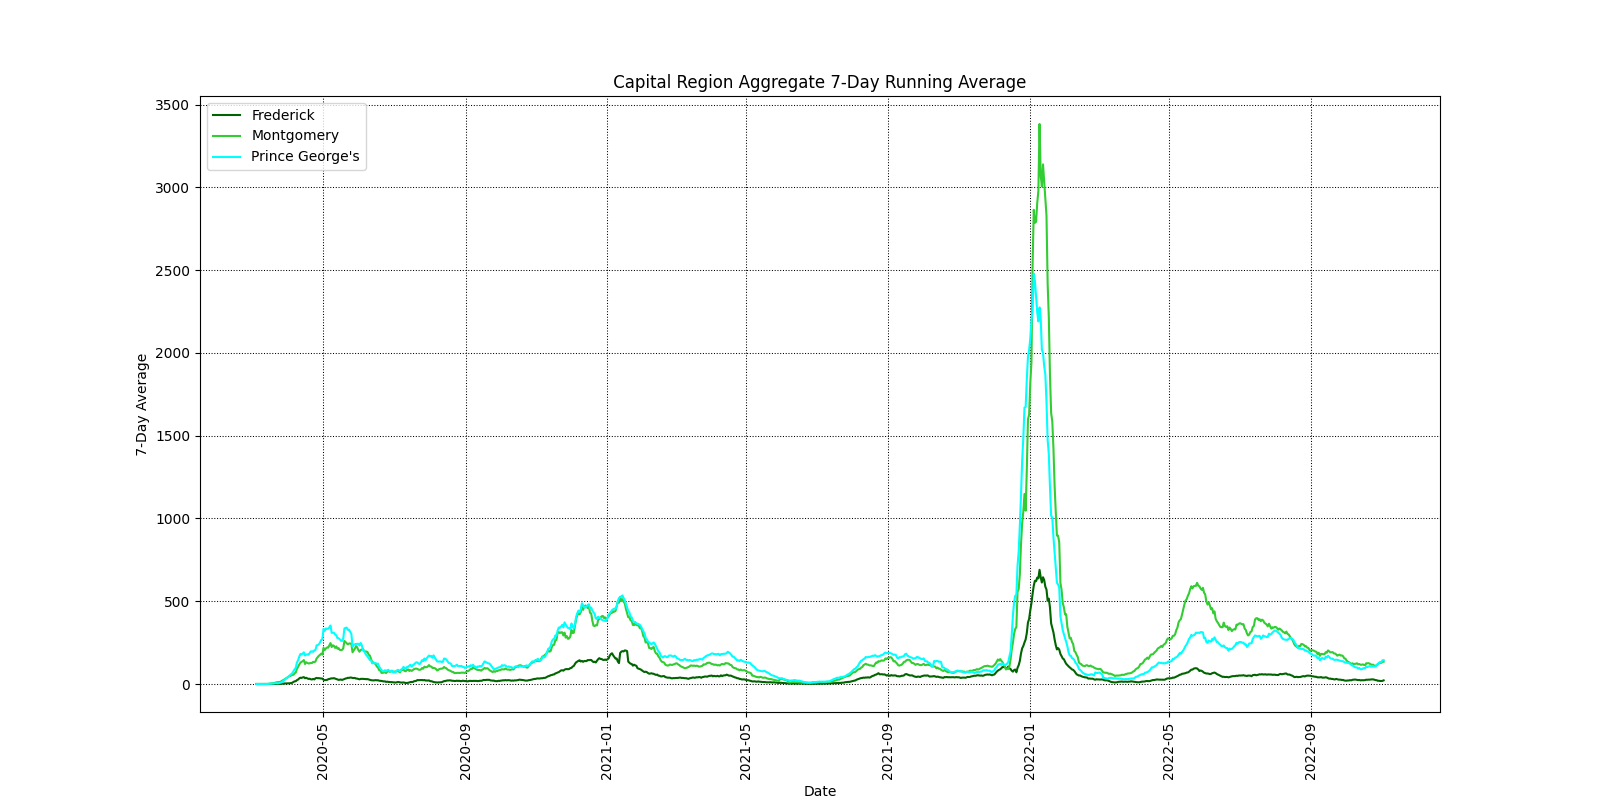 Capital Region Aggregate 7-Day Running Average
Frederick
Montgomery
Prince George's
3500
3000
2500
2000
1500
1000
500
0
7-Day Average
2020-05
2020-09
2021-01
2021-05
2021-09
2022-01
2022-05
2022-09
Date